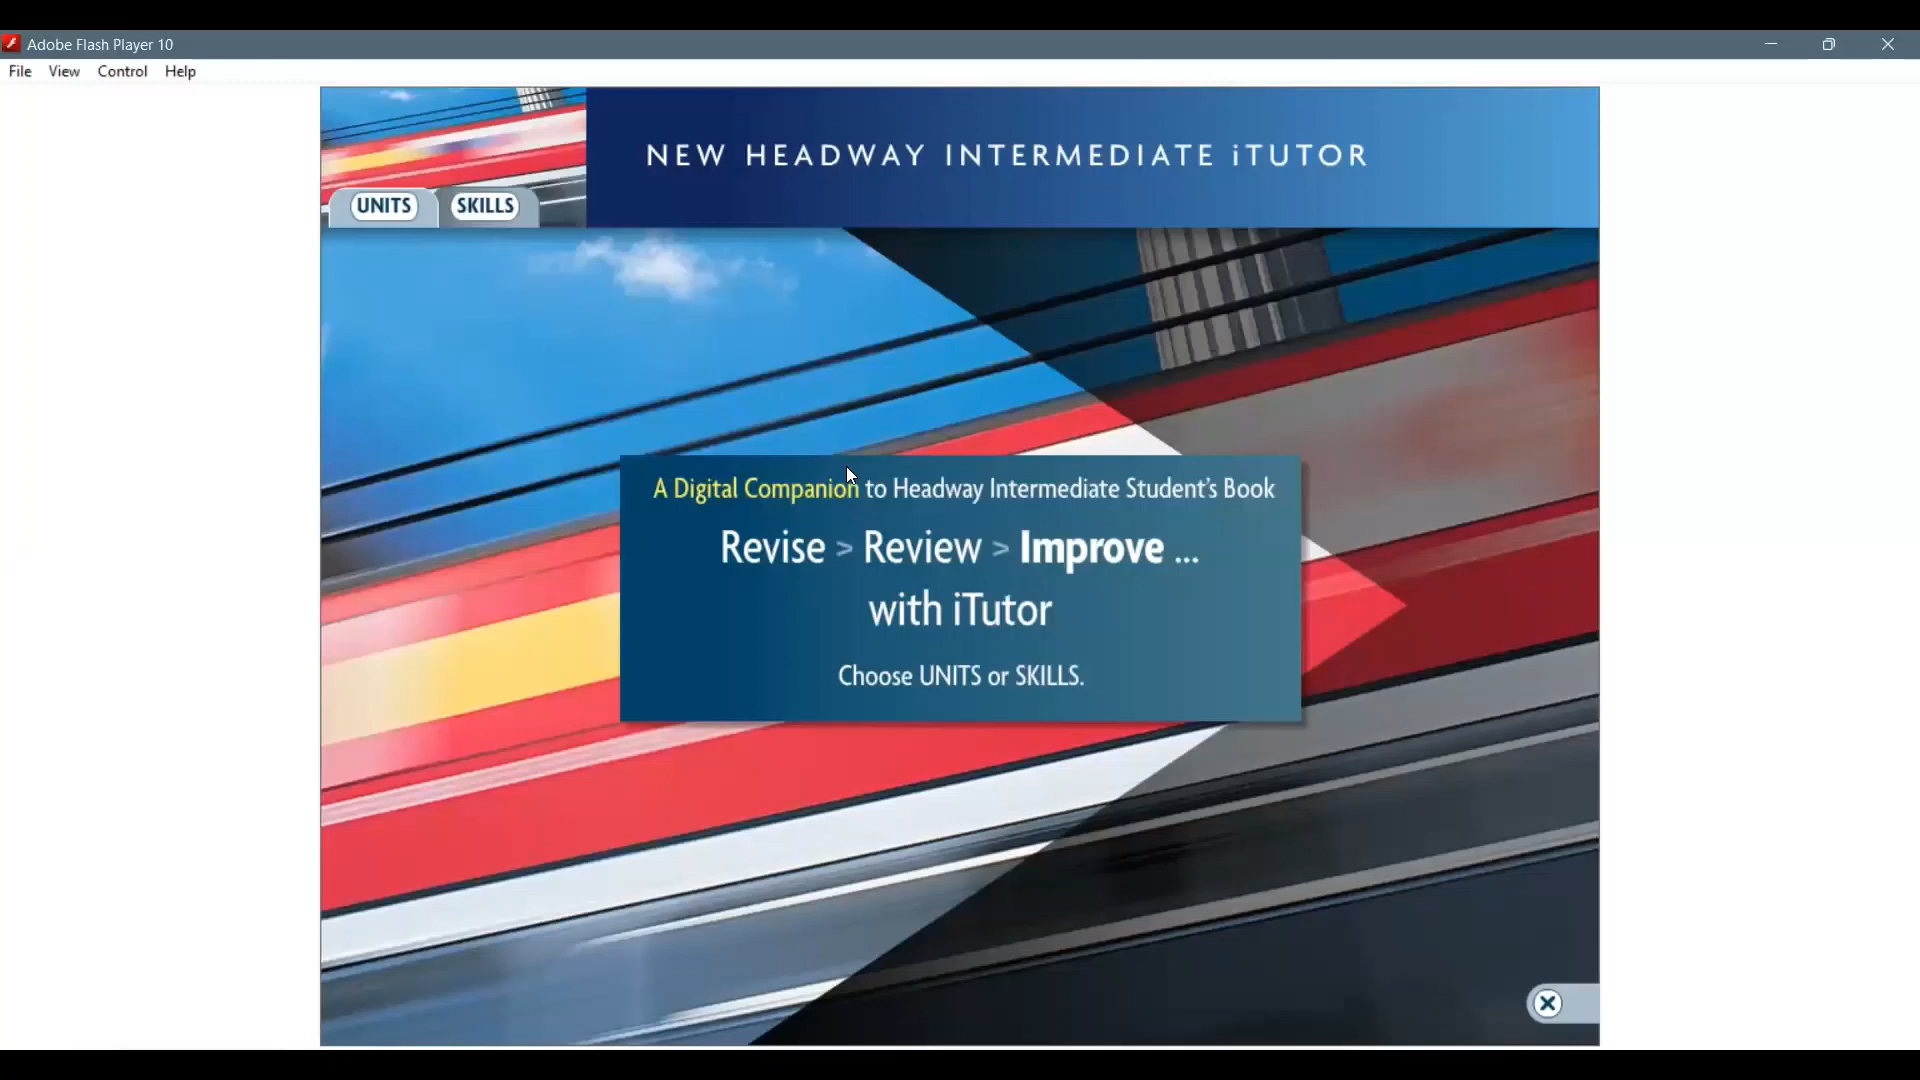 Adobe Flash Player 10
File View Control Help
NEW HEADWAY INTERMEDIATE iTUTOR
UNITS SKILLS
A Digital Companion to Headway Intermediate Student's Book
Revise > Review > Improve ...
with iTutor
Choose UNITS or SKILLS.